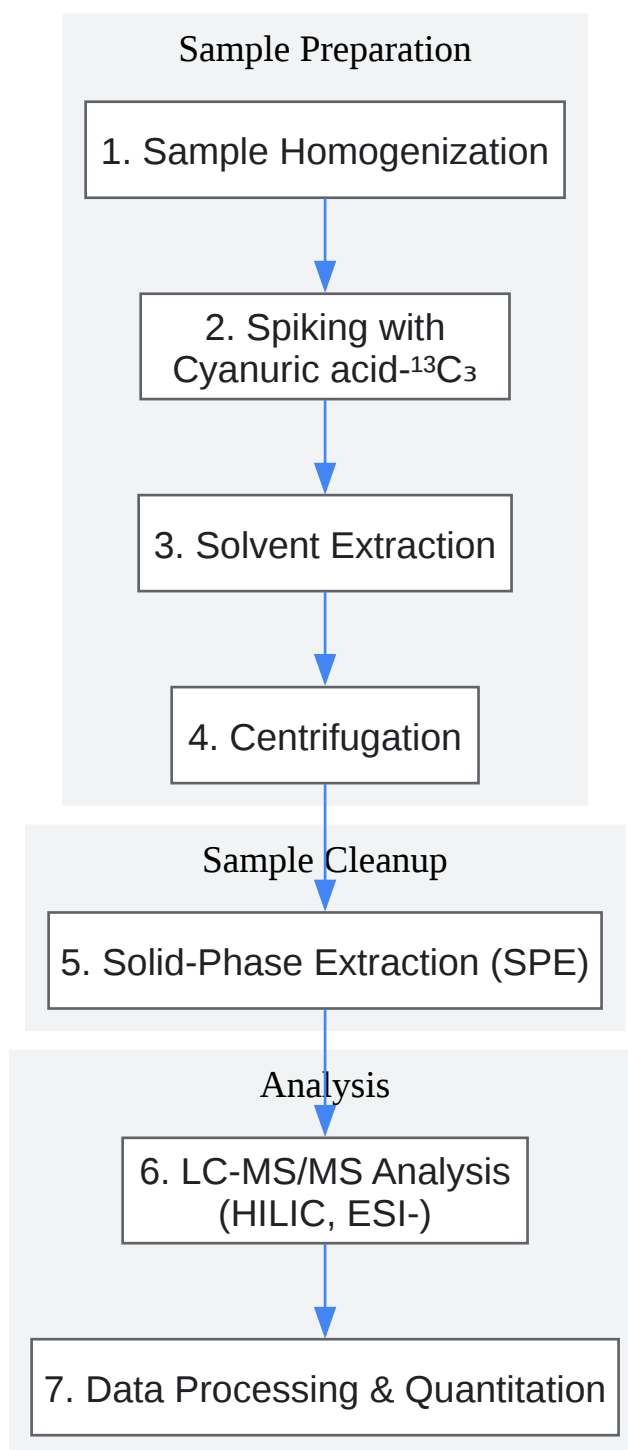 Sample Preparation
1. Sample Homogenization
2. Spiking with
Cyanuric acid-¹³C₃
3. Solvent Extraction
4. Centrifugation
Sample Cleanup
5. Solid-Phase Extraction (SPE)
Analysis
6. LC-MS/MS Analysis
(HILIC, ESI-)
7. Data Processing & Quantitation